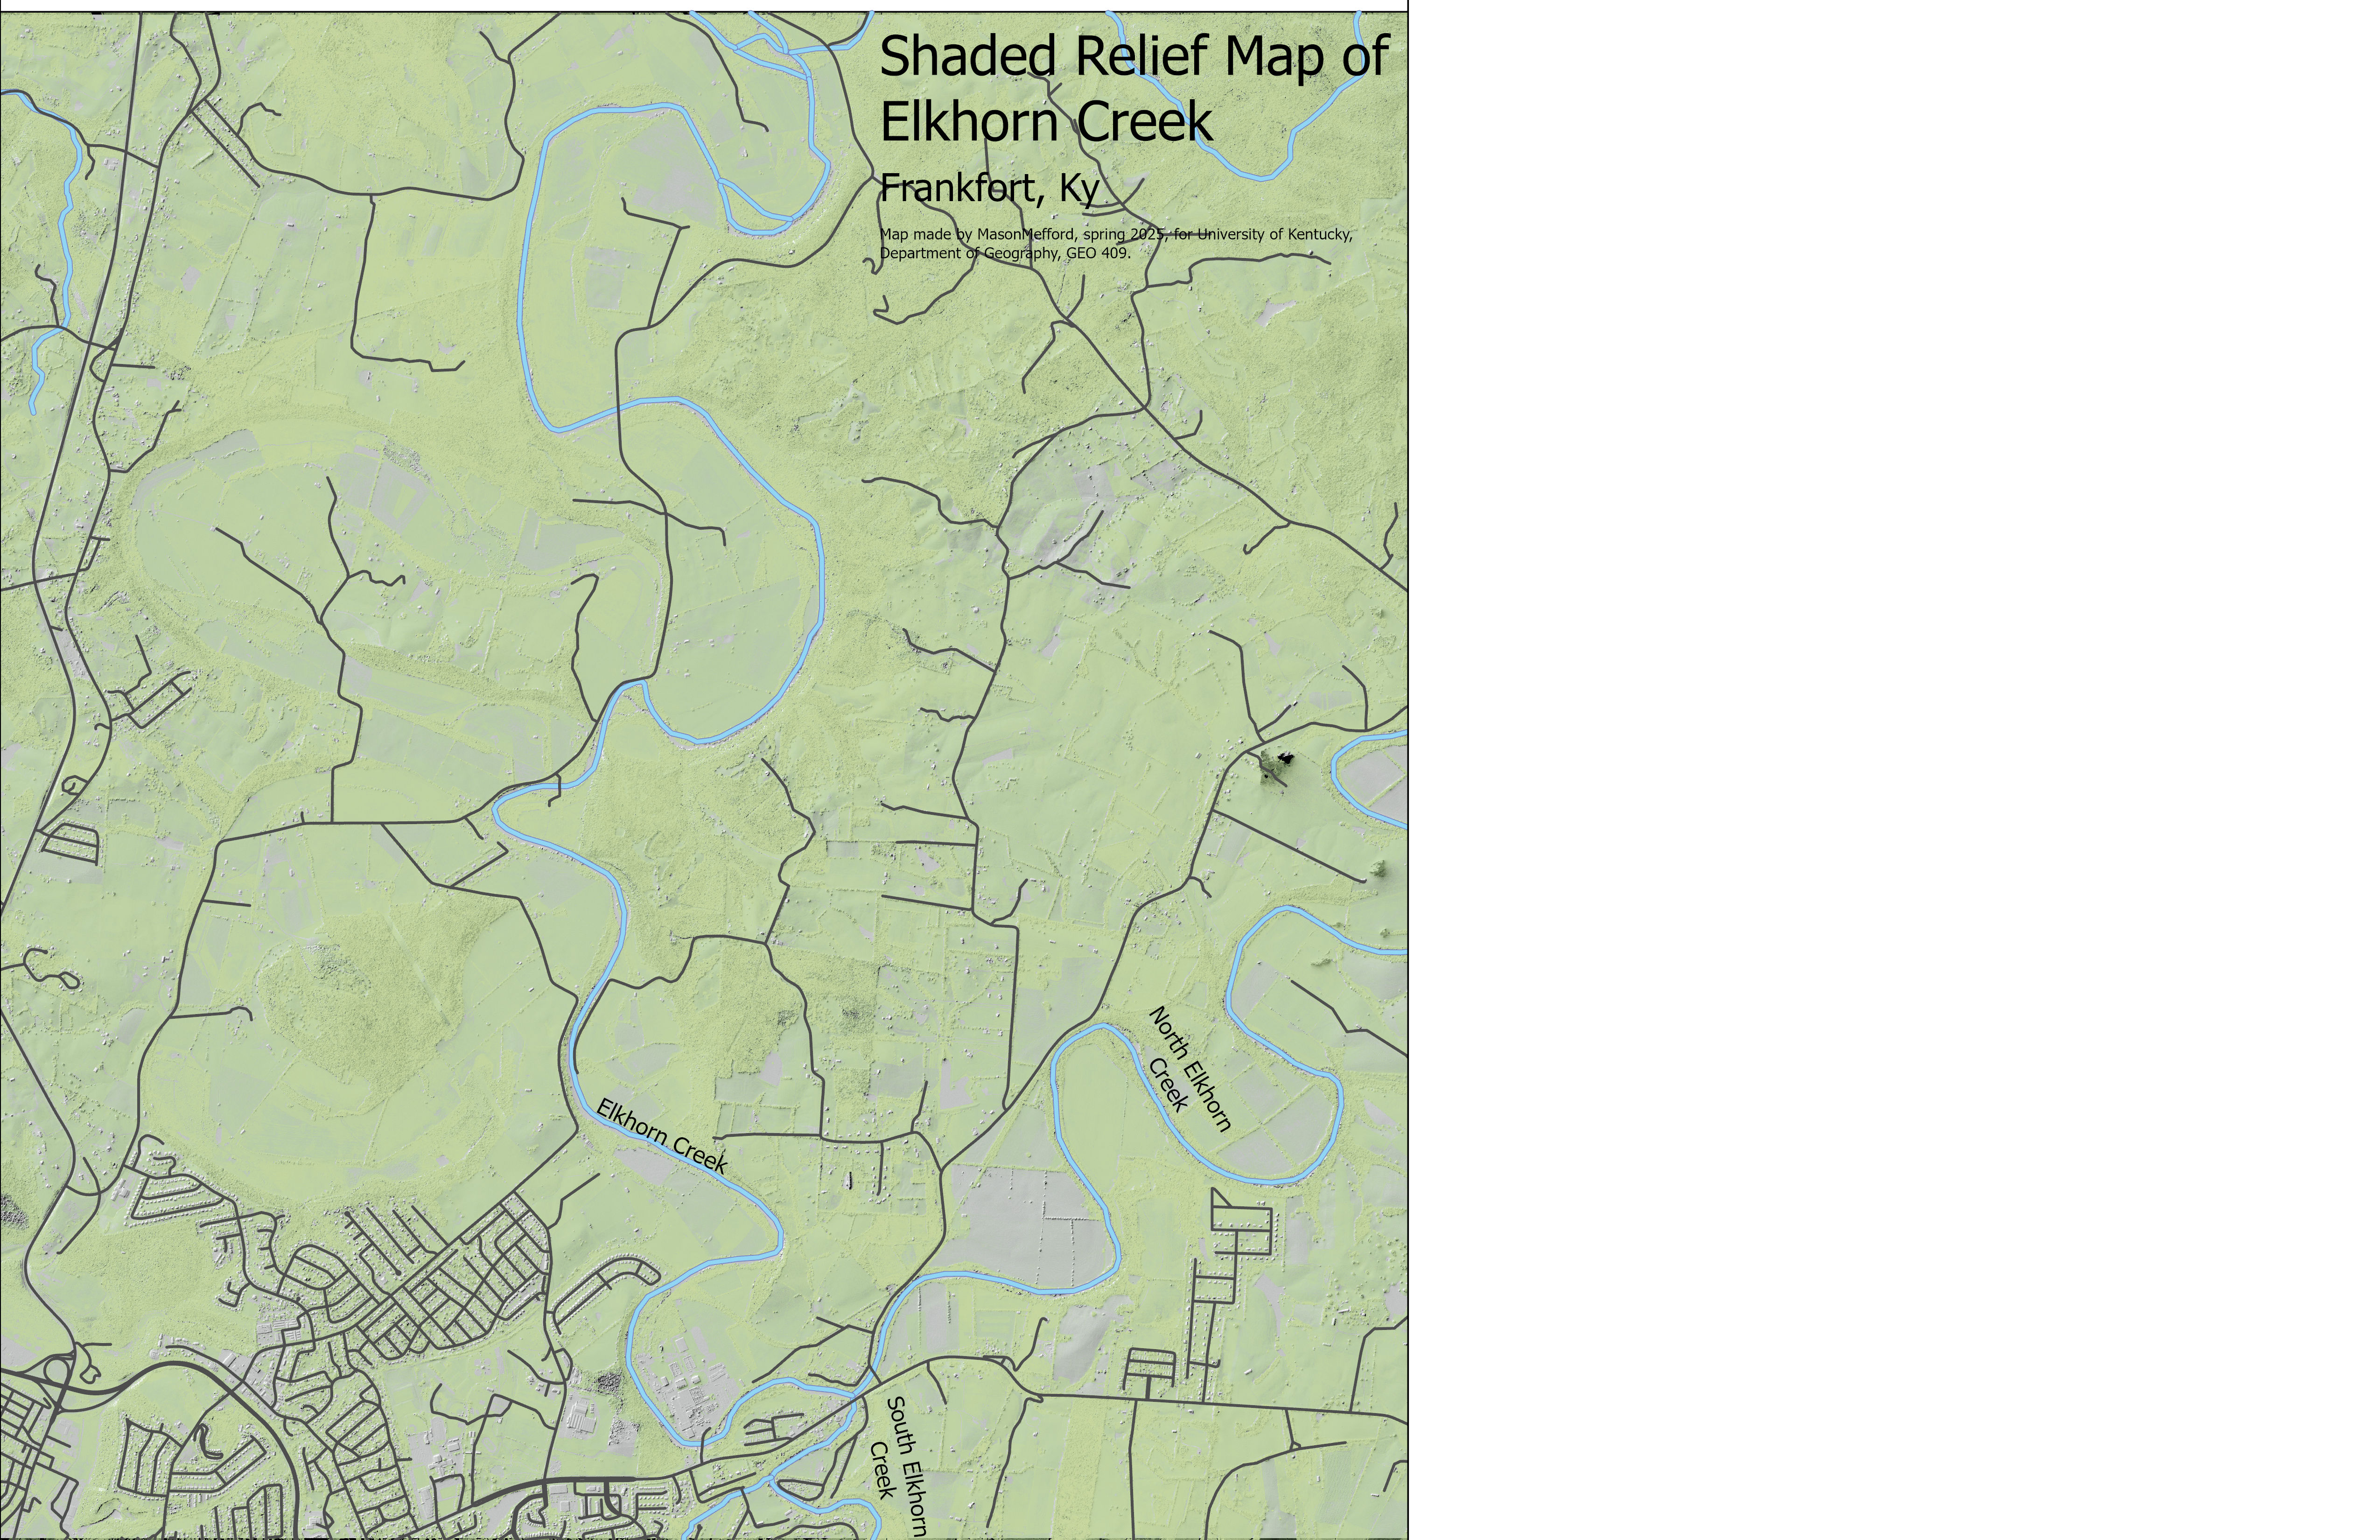 Shaded Relief Map of
Elkhorn Creek
Frankfort, Ky
Map made by MasonMefford, spring 2025, for University of Kentucky,
Department of Geography, GEO 409.
North Elkhorn
Creek
Elkhorn Creek
South Elkhorn
Creek